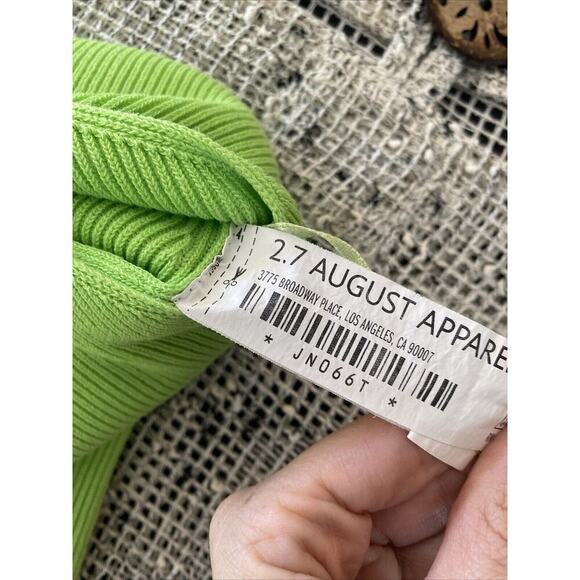 2.7 AUGUST APPARE
3775 BROADWAY PLACE, LOS ANGELES, CA 90007
* JN066T *